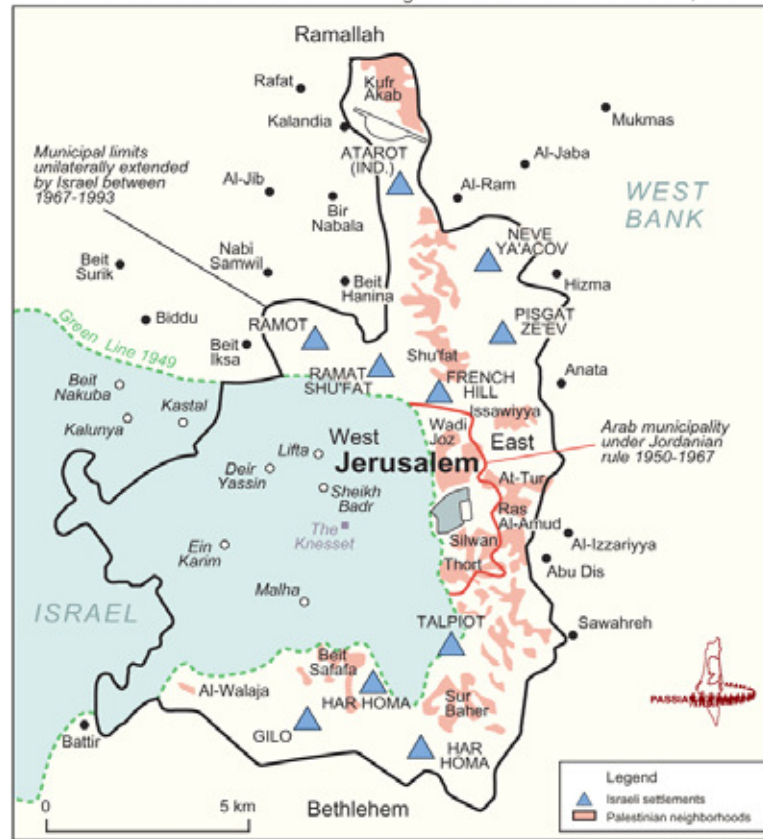 Ramallah
Rafat
Kufr
Akab
Kalandia
Mukmas
Municipal limits
unilaterally extended
by Israel between
1967-1993
ATAROT
(IND.)
Al-Jaba
Al-Jib
Bir
Nabala
Al-Ram
WEST
BANK
NEVE
YA'ACOV
Nabi
Samwil
Beit
Surik
Beit
Hanina
Hizma
Biddu
Green Line 1949
RAMOT
PISGAT
ZE'EV
Beit
Iksa
Shu'fat
RAMAT
SHU'FAT
FRENCH
HILL
Anata
Beit
Nakuba
Kastal
Kalunya
Issawiyya
Wadi
Joz
West
East
Jerusalem
Arab municipality
under Jordanian
rule 1950-1967
Lifta
Deir
Yassin
At-Tur
Sheikh
Badr
Ras
Al-Amud
The
Knesset
Silwan
Al-Izzariyya
Ein
Karim
Thort
Abu Dis
Malha
ISRAEL
TALPIOT
Sawahreh
Beit
Safafa
Al-Walaja
HAR HOMA
Sur
Baher
Battir
GILO
HAR
HOMA
0
5 km
Bethlehem
Legend
Israeli settlements
Palestinian neighborhoods